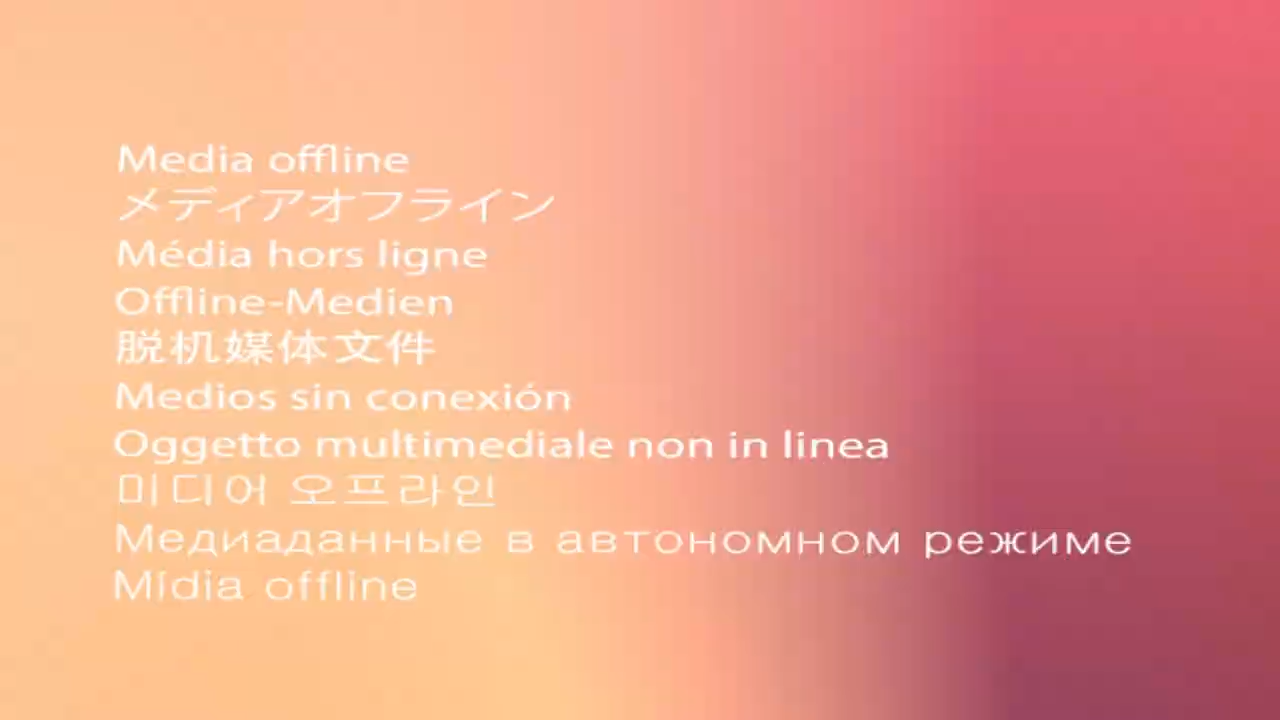 Media offline
メディアオフライン
Média hors ligne
Offline-Medien
脱机媒体文件
Medios sin conexión
Oggetto multimediale non in linea
미디어 오프라인
Медиаданные в автономном режиме
Mídia offline